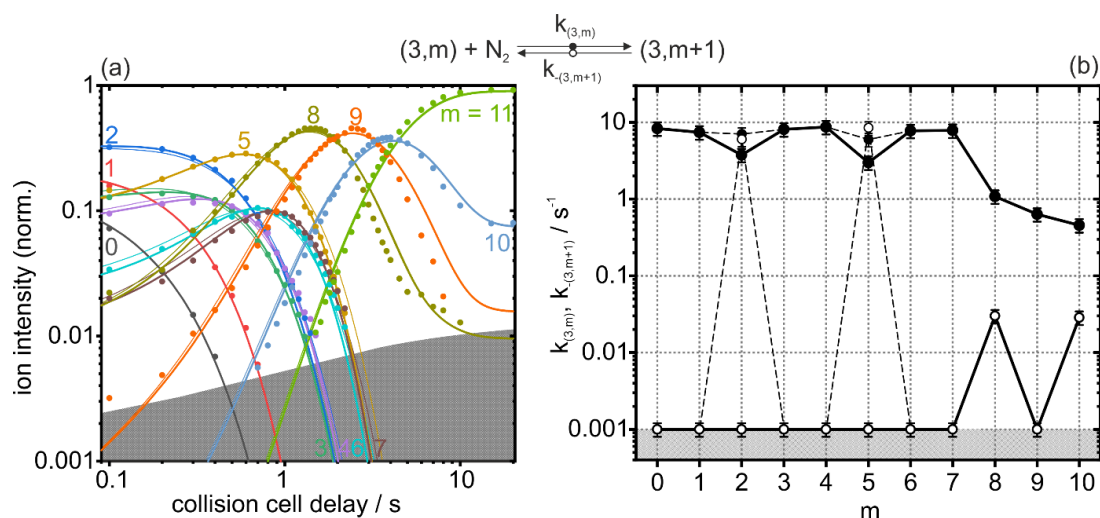 k(3,m)
(3,m) + N2 (3,m+1)
k-(3,m+1)
(a)
(b)
ion intensity (norm.)
1
0.1
0.01
0.001
2
1
0
5
8
9
m = 11
10
3
4
6
7
0.1 1 10
collision cell delay / s
k(3,m), k-(3,m+1) / s-1
10
1
0.1
0.01
0.001
0 1 2 3 4 5 6 7 8 9 10
m